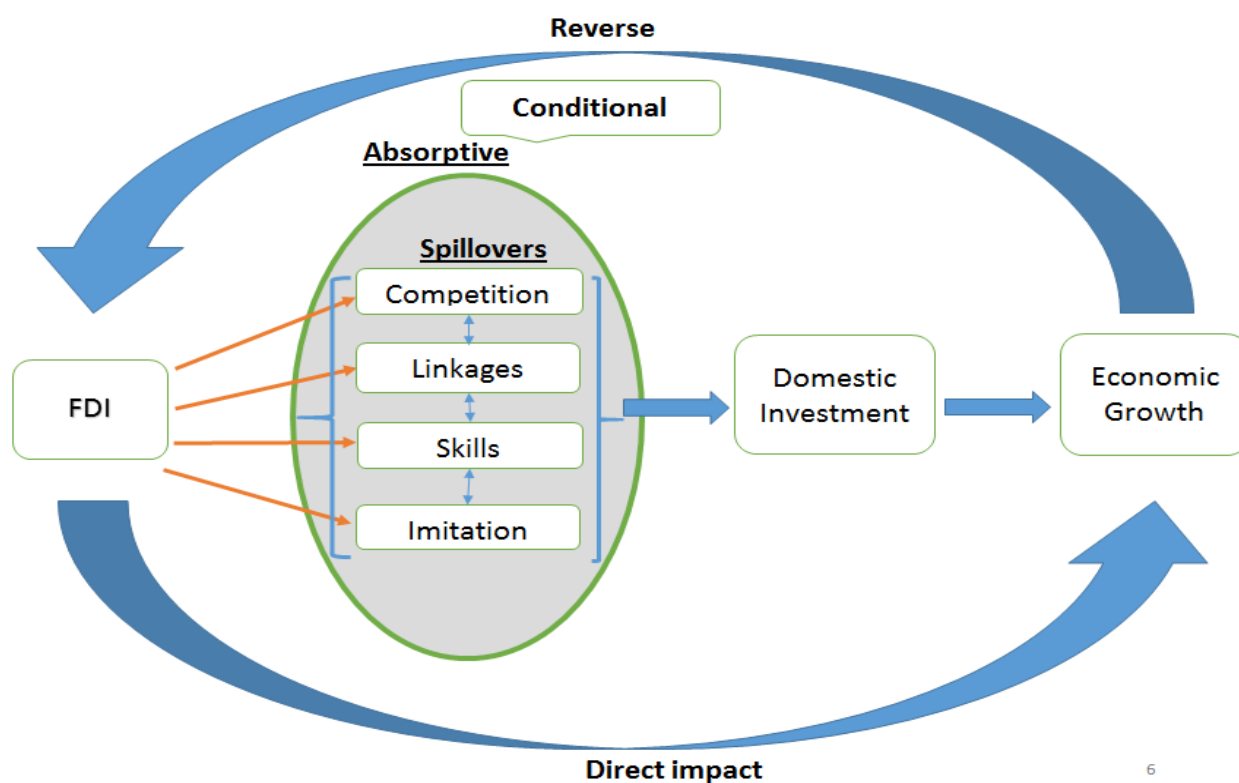 Reverse
Conditional
Absorptive
Spillovers
Competition
Linkages
FDI
Skills
Imitation
Domestic
Investment
Economic
Growth
Direct impact
6